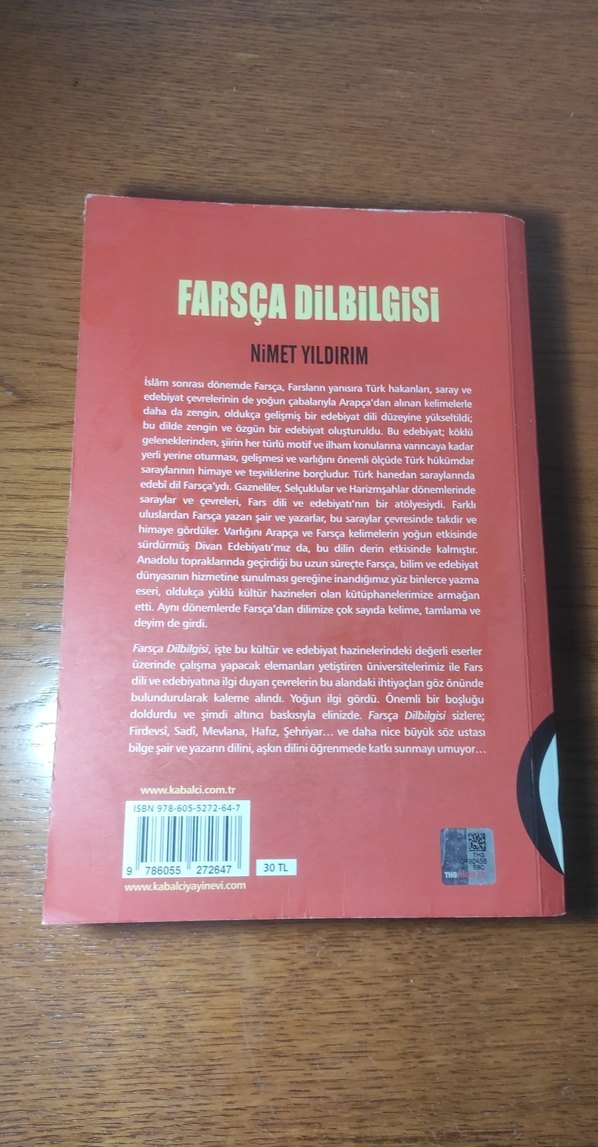 FARSÇA DİLBİLGİSİ
NİMET YILDIRIM
İslâm sonrası dönemde Farsça, Farsların yanısıra Türk hakanları, saray ve
edebiyat çevrelerinin de yoğun çabalarıyla Arapça'dan alınan kelimelerle
daha da zengin, oldukça gelişmiş bir edebiyat dili düzeyine yükseltildi;
bu dilde zengin ve özgün bir edebiyat oluşturuldu. Bu edebiyat; köklü
geleneklerinden, şiirin her türlü motif ve ilham konularına varıncaya kadar
yerli yerine oturması, gelişmesi ve varlığını önemli ölçüde Türk hükümdar
saraylarının himaye ve teşviklerine borçludur. Türk hanedan saraylarında
edebî dil Farsça'ydı. Gazneliler, Selçuklular ve Harizmşahlar dönemlerinde
saraylar ve çevreleri, Fars dili ve edebiyatı'nın bir atölyesiydi. Farklı
uluslardan Farsça yazan şair ve yazarlar, bu saraylar çevresinde takdir ve
himaye gördüler. Varlığını Arapça ve Farsça kelimelerin yoğun etkisinde
sürdürmüş Divan Edebiyat'mız da, bu dilin derin etkisinde kalmıştır.
Anadolu topraklarında geçirdiği bu uzun süreçte Farsça, bilim ve edebiyat
dünyasının hizmetine sunulması gereğine inandığımız yüz binlerce yazma
eseri, oldukça yüklü kültür hazineleri olan kütüphanelerimize armağan
etti. Aynı dönemlerde Farsça'dan dilimize çok sayıda kelime, tamlama ve
deyim de girdi.
Farsça Dilbilgisi, işte bu kültür ve edebiyat hazinelerindeki değerli eserler
üzerinde çalışma yapacak elemanları yetiştiren üniversitelerimiz ile Fars
dili ve edebiyatına ilgi duyan çevrelerin bu alandaki ihtiyaçları göz önünde
bulundurularak kaleme alındı. Yoğun ilgi gördü. Önemli bir boşluğu
doldurdu ve şimdi altıncı baskısıyla elinizde. Farsça Dilbilgisi sizlere;
Firdevsî, Sadî, Mevlana, Hafız, Şehriyar... ve daha nice büyük söz ustası
bilge şair ve yazarın dilini, aşkın dilini öğrenmede katkı sunmayı umuyor...
www.kabalci.com.tr
ISBN 978-605-5272-64-7
9 786055 272647
30 TL
www.kabalciyayinevi.com
THG